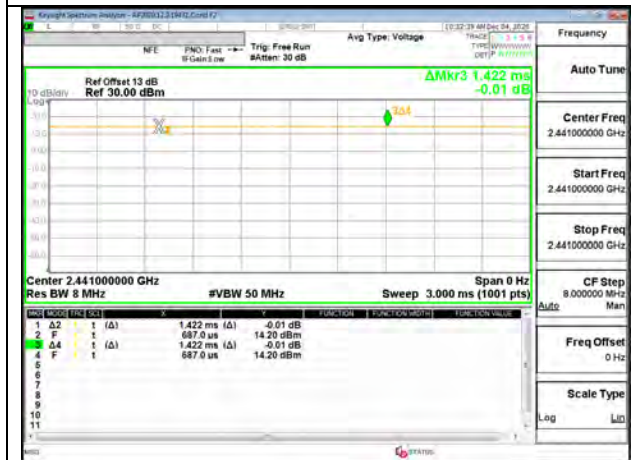 Keysight Spectrum Analyzer
Frequency
NFE
PNO: Fast
IFGain:Low
Trig: Free Run
#Atten: 30 dB
Avg Type: Voltage
TRACE
TYPE
DET
Auto Tune
ΔMkr3 1.422 ms
-0.01 dB
Ref Offset 13 dB
10 dB/div Ref 30.00 dBm
Log
3Δ4
Center Freq
2.441000000 GHz
Start Freq
2.441000000 GHz
Stop Freq
2.441000000 GHz
Center 2.441000000 GHz
Span 0 Hz
Res BW 8 MHz
#VBW 50 MHz
Sweep 3.000 ms (1001 pts)
CF Step
8.000000 MHz
Auto Man
MKR MODE TRC SCL X Y FUNCTION FUNCTION WIDTH FUNCTION VALUE
1 Δ2 t (Δ) 1.422 ms (Δ) -0.01 dB
2 F t 687.0 us 14.20 dBm
3 Δ4 t (Δ) 1.422 ms (Δ) -0.01 dB
4 F t 687.0 us 14.20 dBm
5
6
7
8
9
10
11
Freq Offset
0 Hz
Scale Type
Log Lin
MSG
STATUS